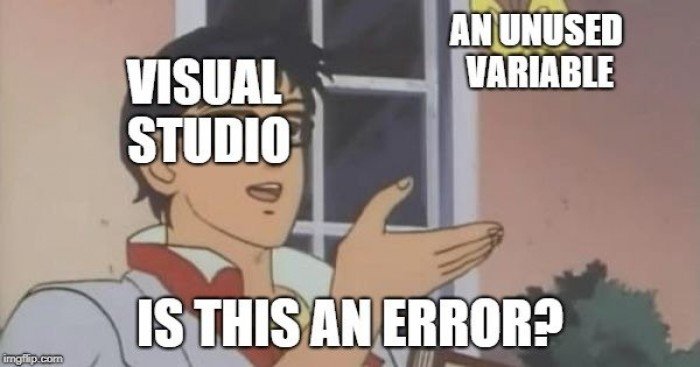 AN UNUSED
VARIABLE
VISUAL
STUDIO
IS THIS AN ERROR?
imgflip.com